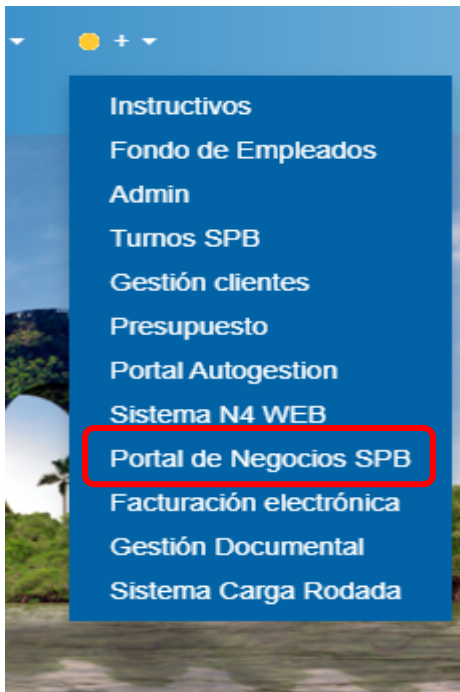 +
Instructivos
Fondo de Empleados
Admin
Turnos SPB
Gestión clientes
Presupuesto
Portal Autogestion
Sistema N4 WEB
Portal de Negocios SPB
Facturación electrónica
Gestión Documental
Sistema Carga Rodada